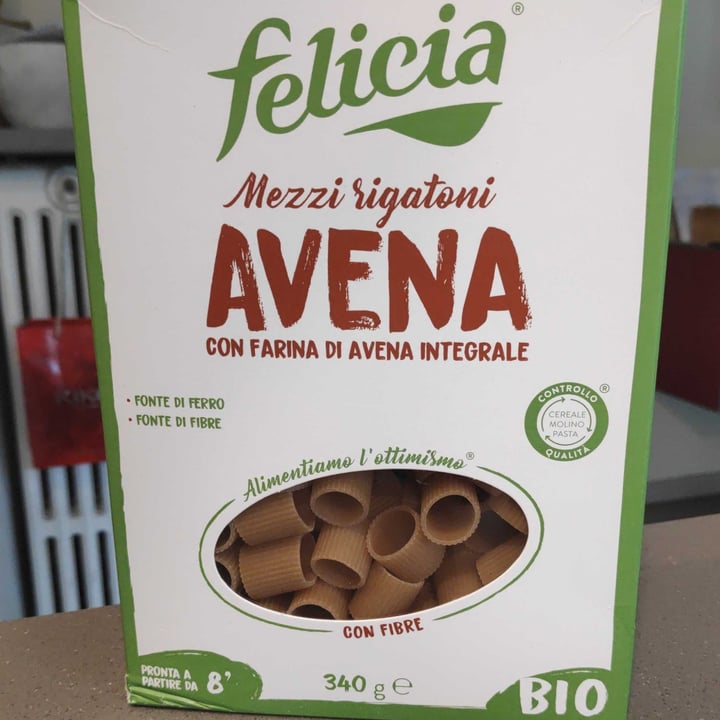 felicia®
Mezzi rigatoni
AVENA
CON FARINA DI AVENA INTEGRALE
• FONTE DI FERRO
• FONTE DI FIBRE
CONTROLLO ®
CEREALE
MOLINO
PASTA
QUALITÀ
Alimentiamo l'ottimismo®
CON FIBRE
PRONTA A
PARTIRE DA 8'
340 g ℮
BIO